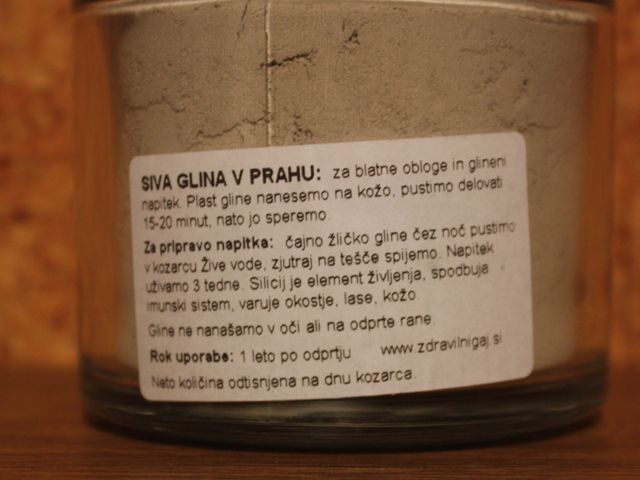 SIVA GLINA V PRAHU: za blatne obloge in glineni
napitek. Plast gline nanesemo na kožo, pustimo delovati
15-20 minut, nato jo speremo.
Za pripravo napitka: čajno žličko gline čez noč pustimo
v kozarcu Žive vode, zjutraj na tešče spijemo. Napitek
uživamo 3 tedne. Silicij je element življenja, spodbuja
imunski sistem, varuje okostje, lase, kožo.
Gline ne nanašamo v oči ali na odprte rane.
Rok uporabe: 1 leto po odprtju www.zdravilnigaj.si
Neto količina odtisnjena na dnu kozarca.